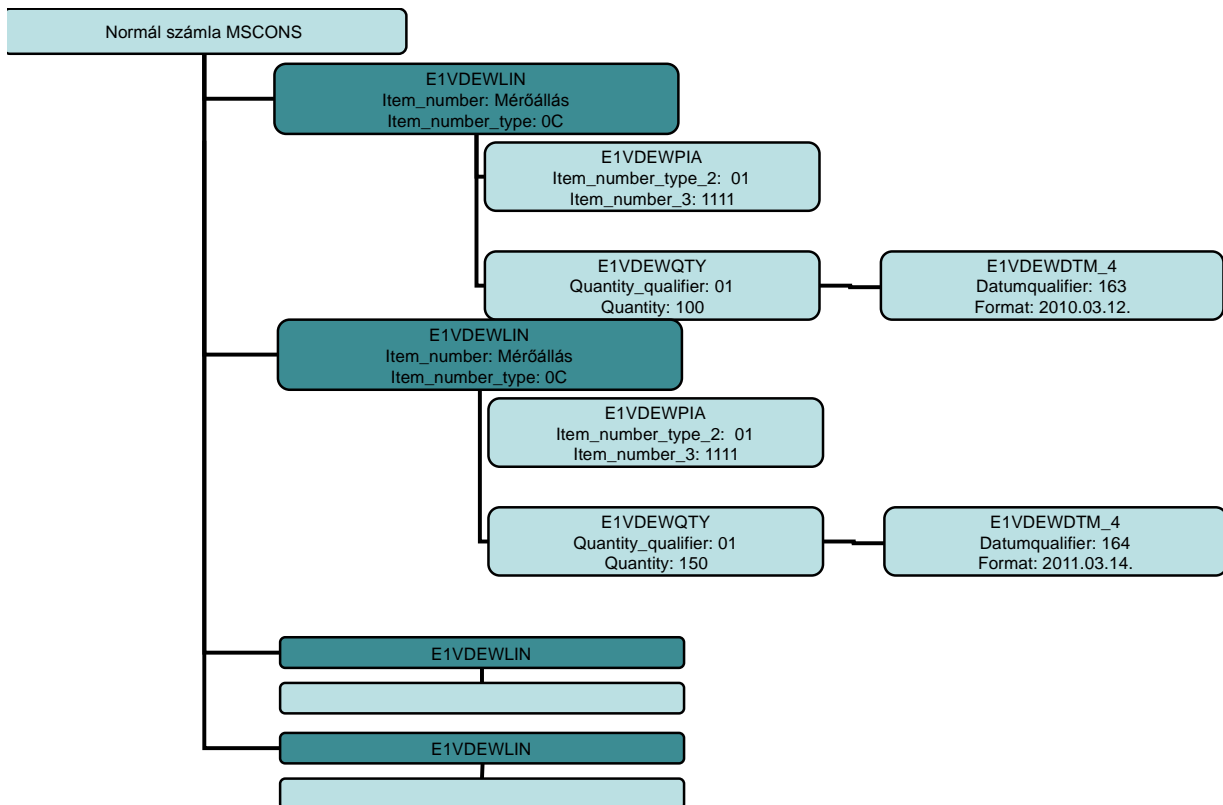 Normál számla MSCONS
E1VDEWLIN
Item_number: Mérőállás
Item_number_type: 0C
E1VDEWPIA
Item_number_type_2:  01
Item_number_3: 1111
E1VDEWQTY
Quantity_qualifier: 01
Quantity: 100
E1VDEWDTM_4
Datumqualifier: 163
Format: 2010.03.12.
E1VDEWLIN
Item_number: Mérőállás
Item_number_type: 0C
E1VDEWPIA
Item_number_type_2:  01
Item_number_3: 1111
E1VDEWQTY
Quantity_qualifier: 01
Quantity: 150
E1VDEWDTM_4
Datumqualifier: 164
Format: 2011.03.14.
E1VDEWLIN
E1VDEWLIN